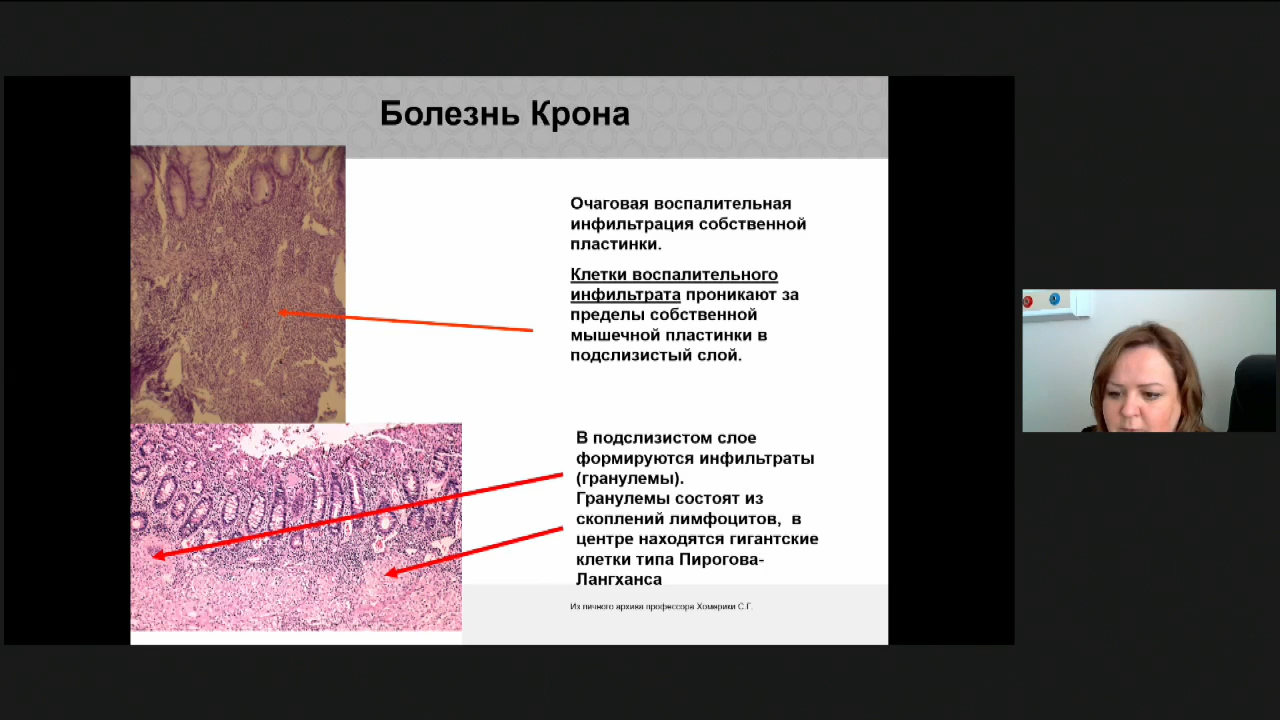 Болезнь Крона
Очаговая воспалительная
инфильтрация собственной
пластинки.
Клетки воспалительного
инфильтрата проникают за
пределы собственной
мышечной пластинки в
подслизистый слой.
В подслизистом слое
формируются инфильтраты
(гранулемы).
Гранулемы состоят из
скоплений лимфоцитов, в
центре находятся гигантские
клетки типа Пирогова-
Лангханса
Из личного архива профессора Хомерики С.Г.